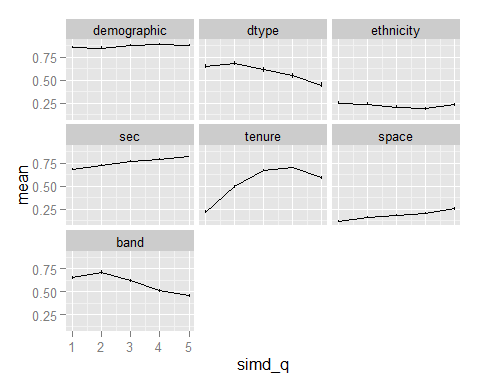 demographic dtype ethnicity
0.75
0.50
0.25
sec tenure space
0.75
0.50
0.25
band
0.75
0.50
0.25
1 2 3 4 5
mean
simd_q